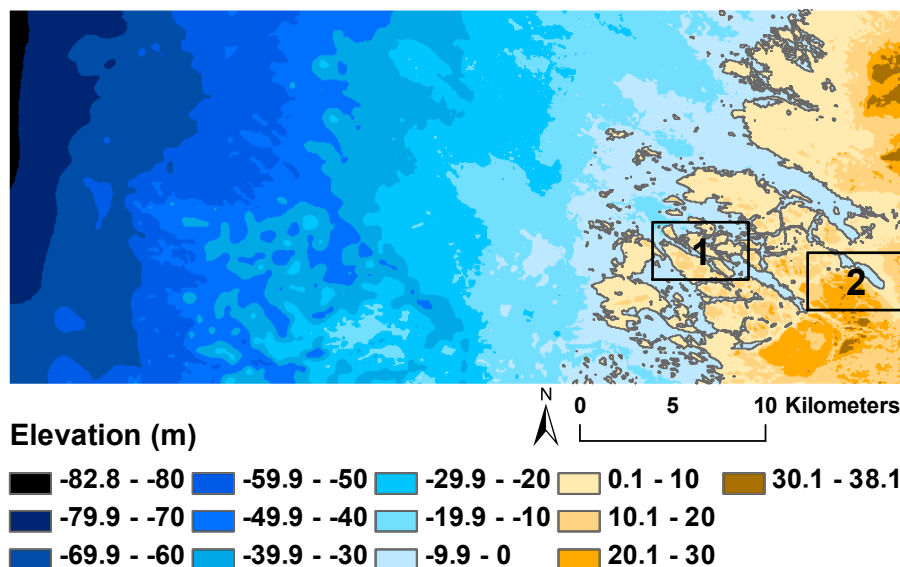 1
2
N
0 5 10 Kilometers
Elevation (m)
-82.8 - -80 -59.9 - -50 -29.9 - -20 0.1 - 10 30.1 - 38.1
-79.9 - -70 -49.9 - -40 -19.9 - -10 10.1 - 20
-69.9 - -60 -39.9 - -30 -9.9 - 0 20.1 - 30